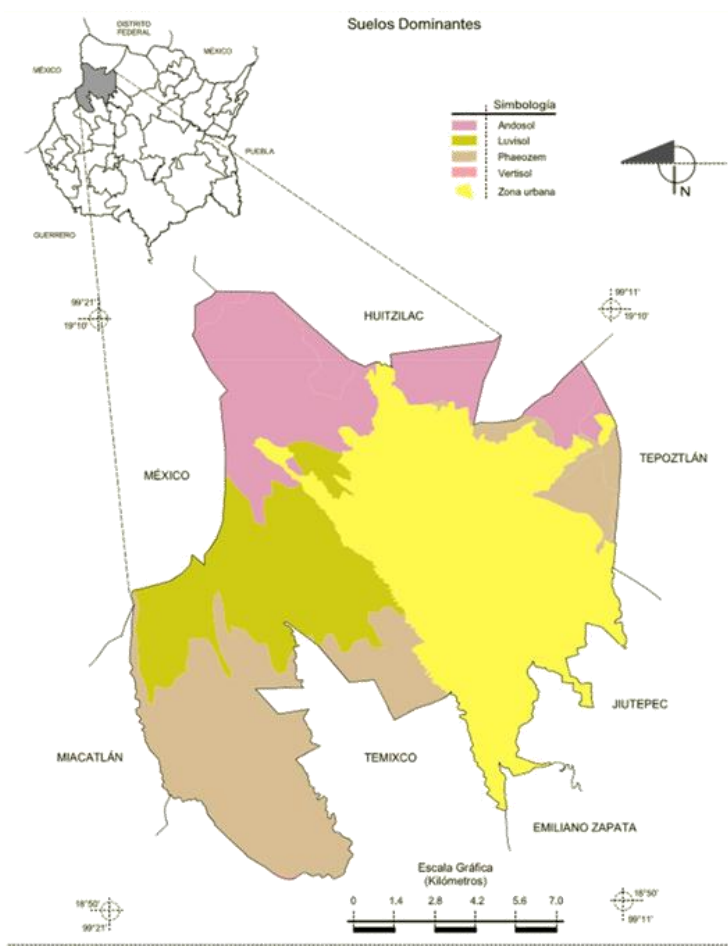 Suelos Dominantes
DISTRITO
FEDERAL
MÉXICO
MÉXICO
PUEBLA
GUERRERO
Simbología
Andosol
Luvisol
Phaeozem
Vertisol
Zona urbana
N
99°21'
19°10'
99°11'
19°10'
HUITZILAC
TEPOZTLÁN
MÉXICO
JIUTEPEC
MIACATLÁN
TEMIXCO
EMILIANO ZAPATA
Escala Gráfica
(Kilómetros)
0 1.4 2.8 4.2 5.6 7.0
18°50'
99°21'
18°50'
99°11'